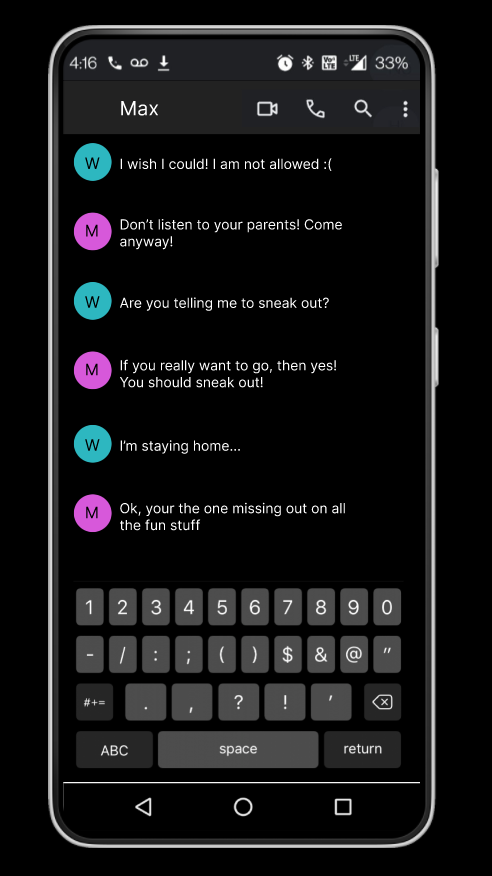 4:16 VoI LTE LTE 33%
Max
W I wish I could! I am not allowed :(
M Don't listen to your parents! Come
anyway!
W Are you telling me to sneak out?
M If you really want to go, then yes!
You should sneak out!
W I'm staying home...
M Ok, your the one missing out on all
the fun stuff
1 2 3 4 5 6 7 8 9 0
- / : ; ( ) $ & @ "
#+= . , ? ! '
ABC space return